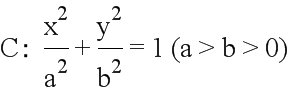 C: x²/a² + y²/b² = 1 (a > b > 0)